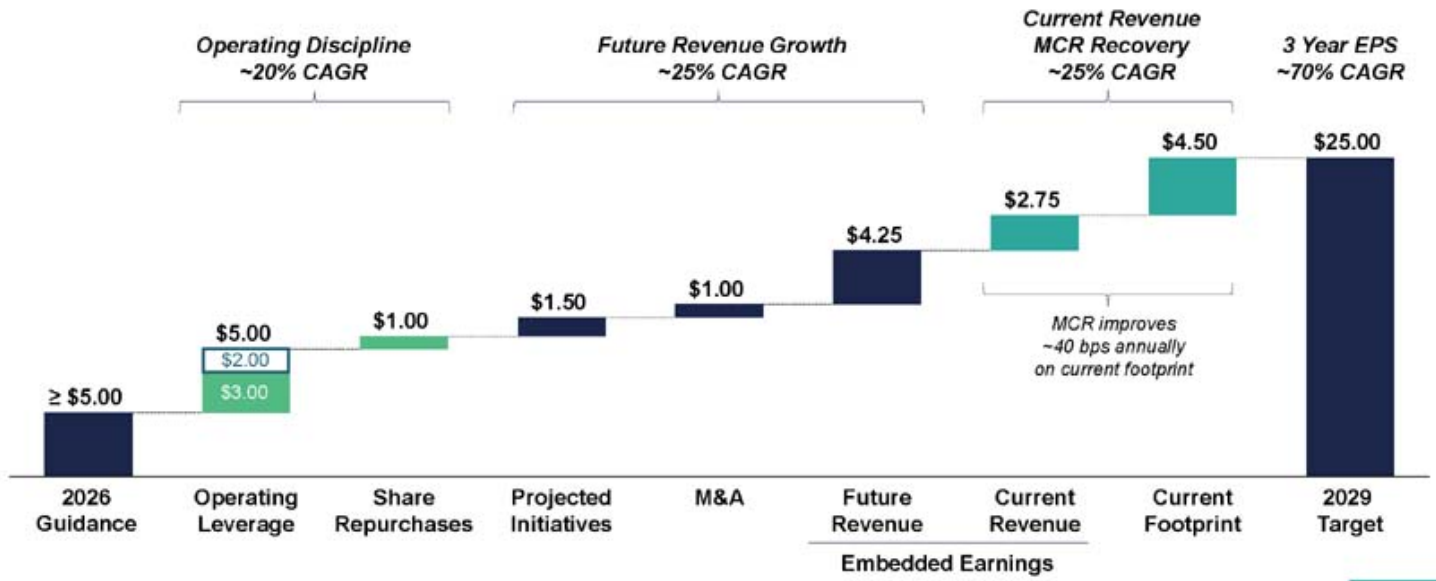 Operating Discipline
~20% CAGR
Future Revenue Growth
~25% CAGR
Current Revenue
MCR Recovery
~25% CAGR
3 Year EPS
~70% CAGR
≥ $5.00
$5.00
$2.00
$3.00
$1.00
$1.50
$1.00
$4.25
$2.75
$4.50
$25.00
MCR improves
~40 bps annually
on current footprint
2026
Guidance
Operating
Leverage
Share
Repurchases
Projected
Initiatives
M&A
Future
Revenue
Current
Revenue
Current
Footprint
2029
Target
Embedded Earnings